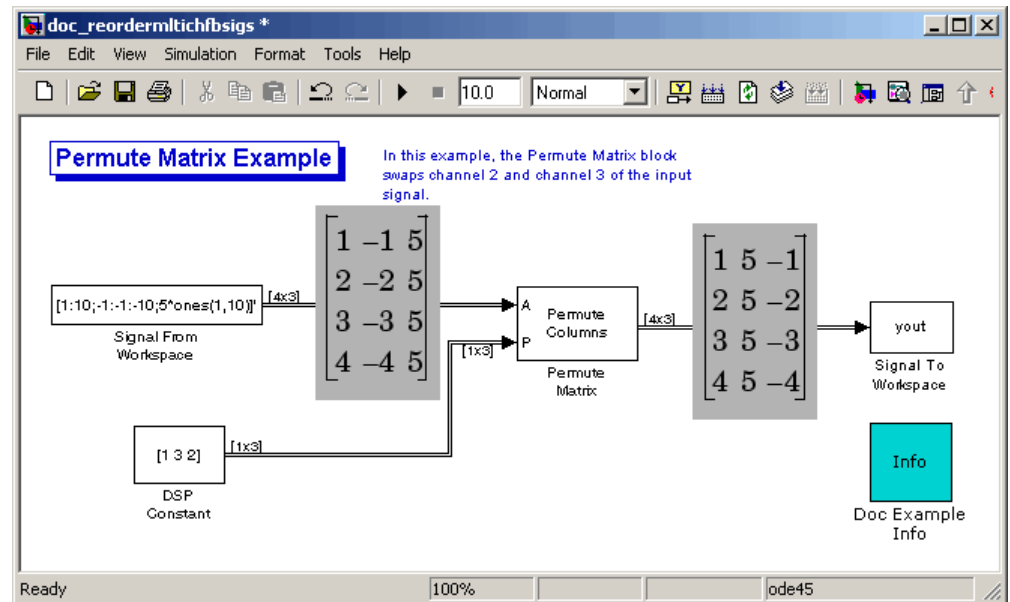 doc_reordermltichfbsigs *
File Edit View Simulation Format Tools Help
10.0 Normal
Permute Matrix Example
In this example, the Permute Matrix block
swaps channel 2 and channel 3 of the input
signal.
[1:10;-1:-1:-10;5*ones(1,10)]'
[4x3]
Signal From
Workspace
1 –1 5
2 –2 5
3 –3 5
4 –4 5
A
P
Permute
Columns
[1x3]
Permute
Matrix
[4x3]
1 5 –1
2 5 –2
3 5 –3
4 5 –4
yout
Signal To
Workspace
[1 3 2]
[1x3]
DSP
Constant
Info
Doc Example
Info
Ready 100% ode45